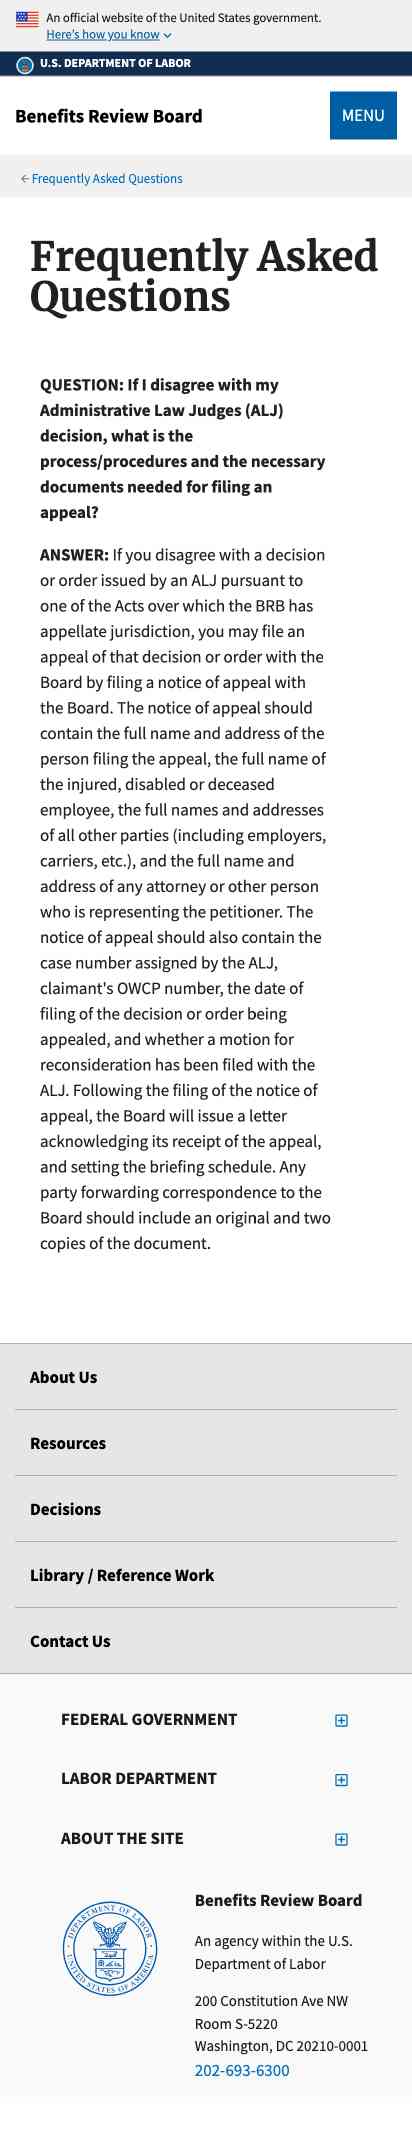 An official website of the United States government.
Here's how you know
U.S. DEPARTMENT OF LABOR
Benefits Review Board
MENU
Frequently Asked Questions
Frequently Asked
Questions
QUESTION: If I disagree with my
Administrative Law Judges (ALJ)
decision, what is the
process/procedures and the necessary
documents needed for filing an
appeal?
ANSWER: If you disagree with a decision
or order issued by an ALJ pursuant to
one of the Acts over which the BRB has
appellate jurisdiction, you may file an
appeal of that decision or order with the
Board by filing a notice of appeal with
the Board. The notice of appeal should
contain the full name and address of the
person filing the appeal, the full name of
the injured, disabled or deceased
employee, the full names and addresses
of all other parties (including employers,
carriers, etc.), and the full name and
address of any attorney or other person
who is representing the petitioner. The
notice of appeal should also contain the
case number assigned by the ALJ,
claimant's OWCP number, the date of
filing of the decision or order being
appealed, and whether a motion for
reconsideration has been filed with the
ALJ. Following the filing of the notice of
appeal, the Board will issue a letter
acknowledging its receipt of the appeal,
and setting the briefing schedule. Any
party forwarding correspondence to the
Board should include an original and two
copies of the document.
About Us
Resources
Decisions
Library / Reference Work
Contact Us
FEDERAL GOVERNMENT
LABOR DEPARTMENT
ABOUT THE SITE
DEPARTMENT OF LABOR
UNITED STATES OF AMERICA
Benefits Review Board
An agency within the U.S.
Department of Labor
200 Constitution Ave NW
Room S-5220
Washington, DC 20210-0001
202-693-6300